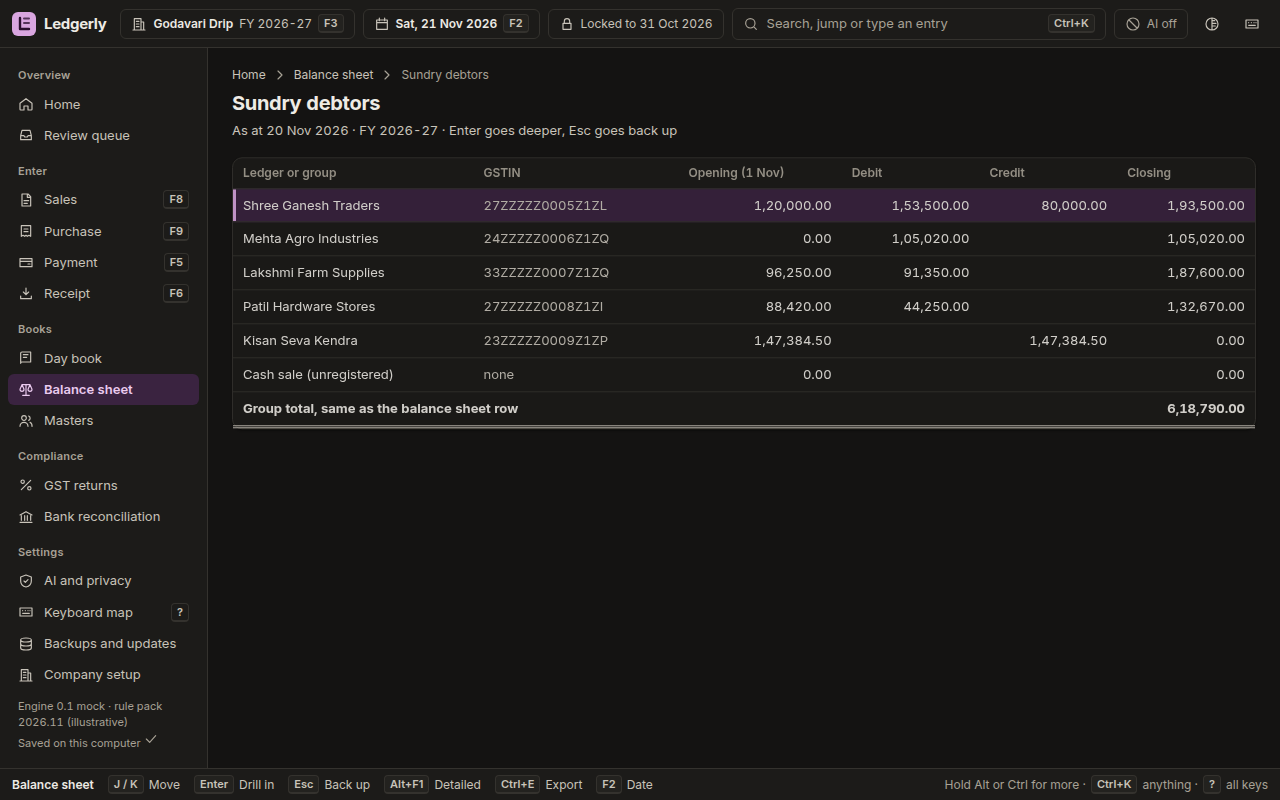 Ledgerly
Godavari Drip FY 2026-27 F3
Sat, 21 Nov 2026 F2
Locked to 31 Oct 2026
Search, jump or type an entry Ctrl+K
AI off
Overview
Home
Review queue
Enter
Sales F8
Purchase F9
Payment F5
Receipt F6
Books
Day book
Balance sheet
Masters
Compliance
GST returns
Bank reconciliation
Settings
AI and privacy
Keyboard map ?
Backups and updates
Company setup
Engine 0.1 mock · rule pack
2026.11 (illustrative)
Saved on this computer
Home Balance sheet Sundry debtors
Sundry debtors
As at 20 Nov 2026 · FY 2026-27 · Enter goes deeper, Esc goes back up
Ledger or group GSTIN Opening (1 Nov) Debit Credit Closing
Shree Ganesh Traders 27ZZZZZ0005Z1ZL 1,20,000.00 1,53,500.00 80,000.00 1,93,500.00
Mehta Agro Industries 24ZZZZZ0006Z1ZQ 0.00 1,05,020.00 1,05,020.00
Lakshmi Farm Supplies 33ZZZZZ0007Z1ZQ 96,250.00 91,350.00 1,87,600.00
Patil Hardware Stores 27ZZZZZ0008Z1ZI 88,420.00 44,250.00 1,32,670.00
Kisan Seva Kendra 23ZZZZZ0009Z1ZP 1,47,384.50 1,47,384.50 0.00
Cash sale (unregistered) none 0.00 0.00
Group total, same as the balance sheet row 6,18,790.00
Balance sheet J / K Move Enter Drill in Esc Back up Alt+F1 Detailed Ctrl+E Export F2 Date
Hold Alt or Ctrl for more · Ctrl+K anything · ? all keys